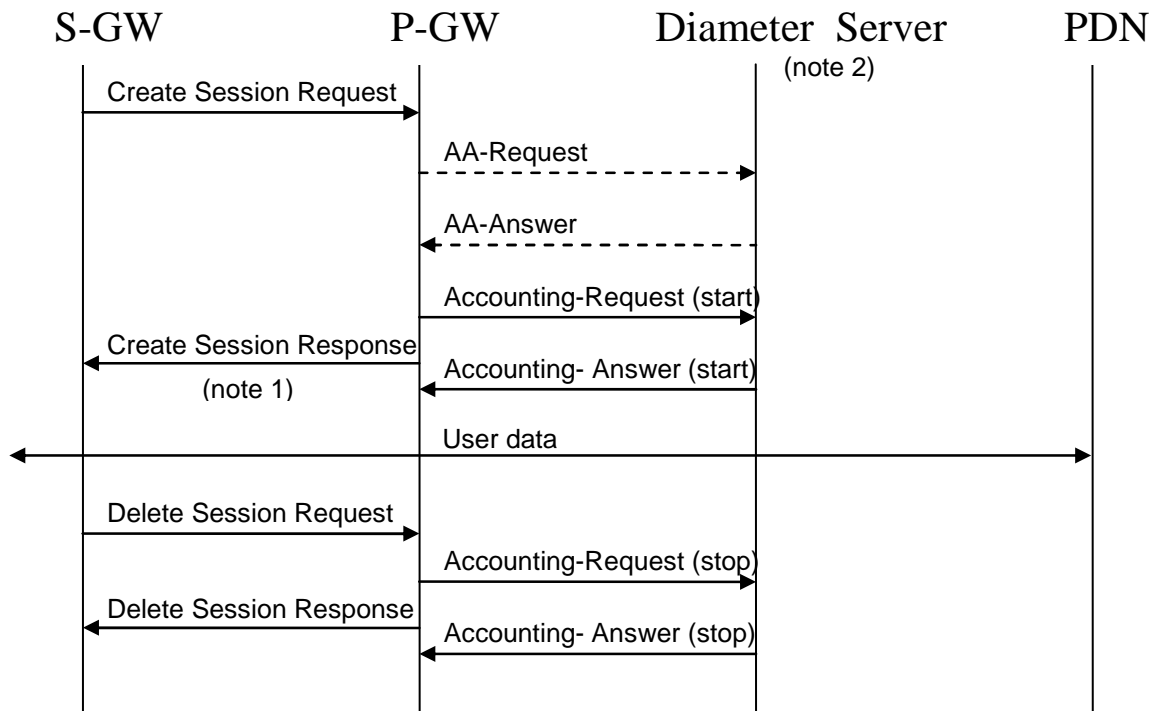 S-GW P-GW Diameter Server PDN
(note 2)
Create Session Request
AA-Request
AA-Answer
Accounting-Request (start)
Create Session Response
Accounting- Answer (start)
(note 1)
User data
Delete Session Request
Accounting-Request (stop)
Delete Session Response
Accounting- Answer (stop)